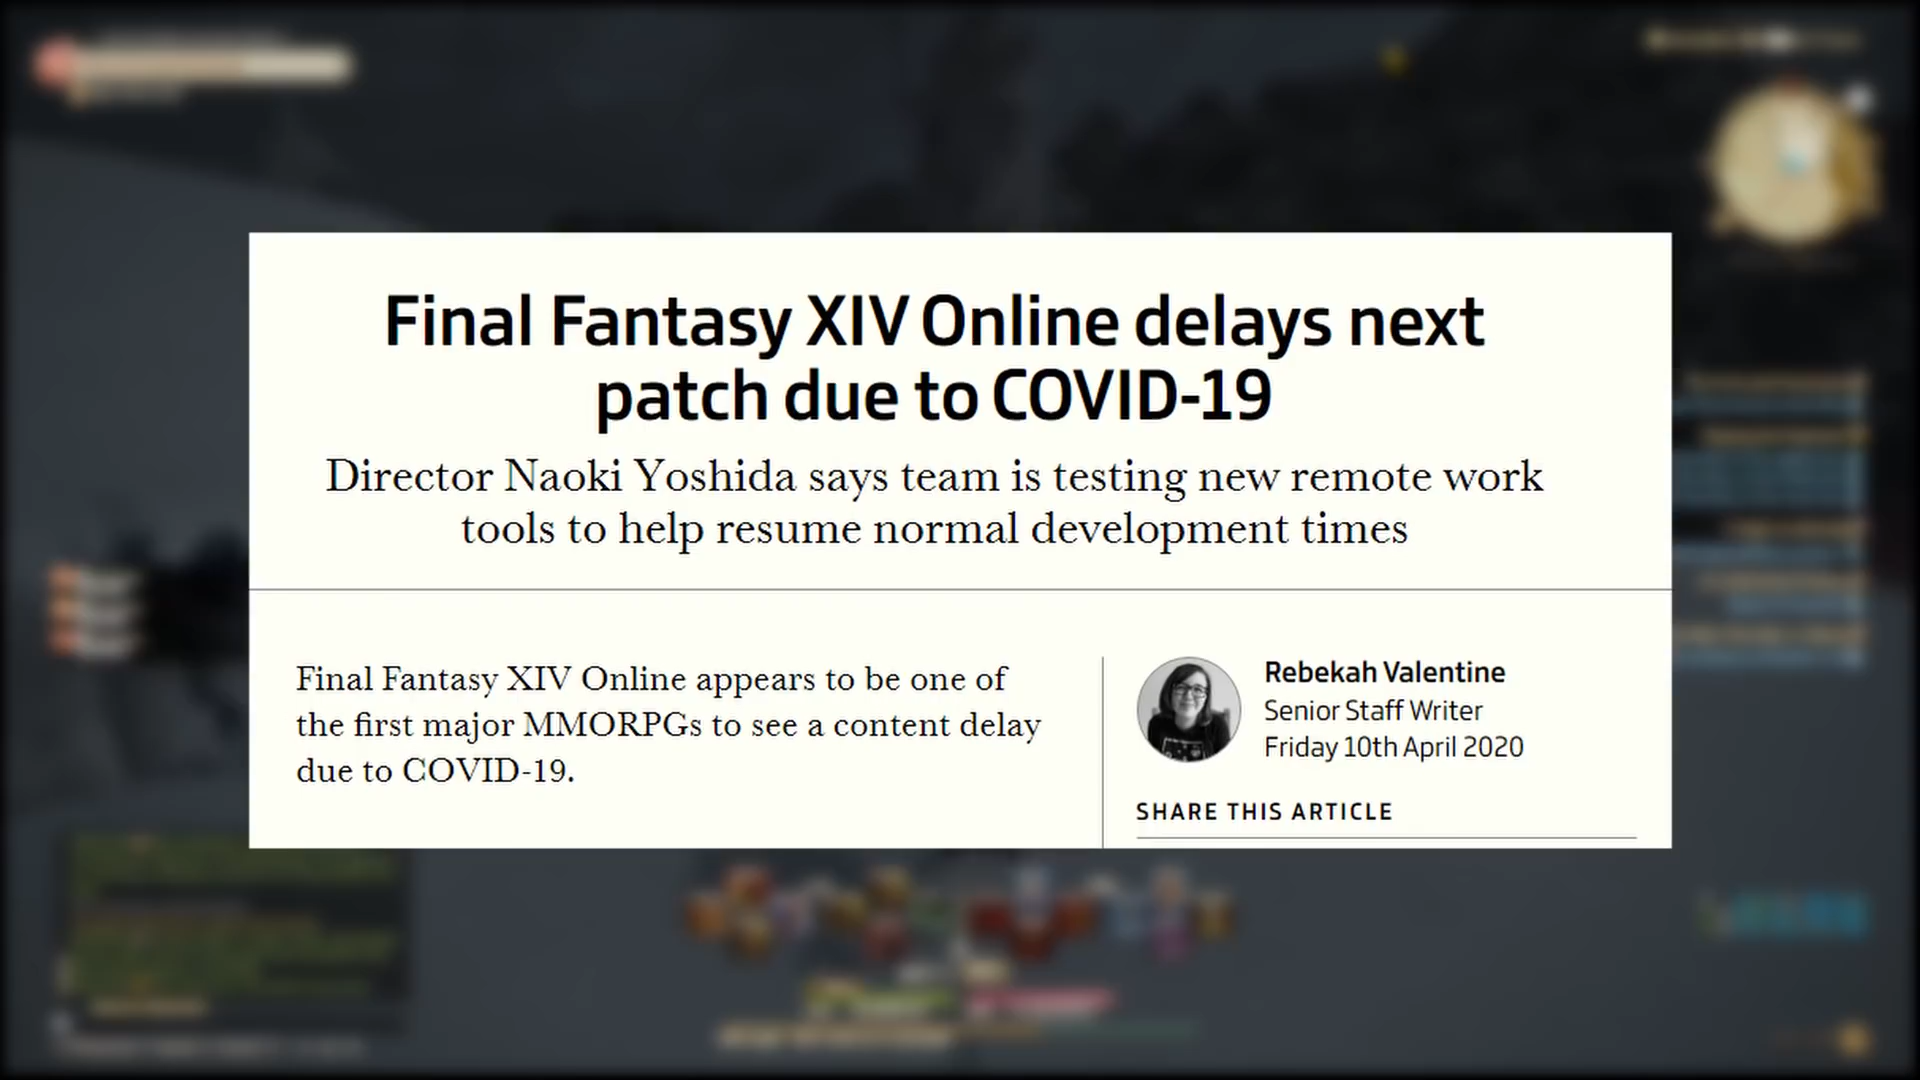 Final Fantasy XIV Online delays next
patch due to COVID-19
Director Naoki Yoshida says team is testing new remote work
tools to help resume normal development times
Final Fantasy XIV Online appears to be one of
the first major MMORPGs to see a content delay
due to COVID-19.
Rebekah Valentine
Senior Staff Writer
Friday 10th April 2020
SHARE THIS ARTICLE